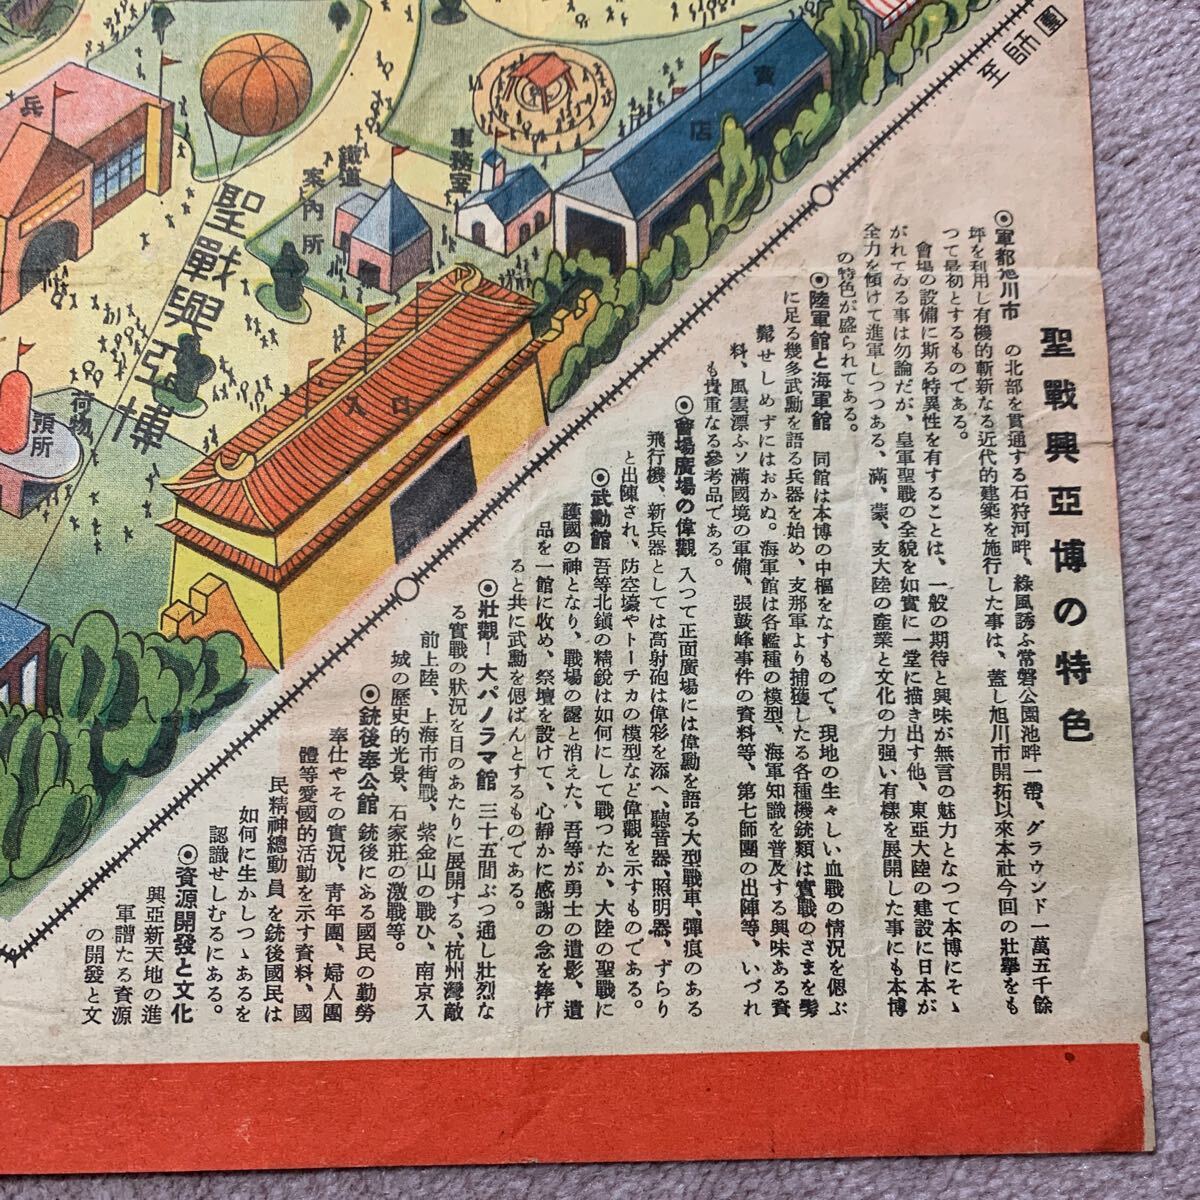 聖戰興亞博の特色
◉軍都旭川市　の北部を貫通する石狩河畔、綠風誘ふ常磐公園池畔一帶、グラウンド一萬五千餘
坪を利用し有機的斬新なる近代的建築を施行した事は、蓋し旭川市開拓以來本社今回の壯擧をも
つて最初とするものである。
會場の設備に斯る特異性を有することは、一般の期待と興味が無言の魅力となつて本博にそゝ
がれてゐる事は勿論だが、皇軍聖戰の全貌を如實に一堂に描き出す他、東亞大陸の建設に日本が
全力を傾けて進軍しつつある、滿、蒙、支大陸の產業と文化の力强い有樣を展開した事にも本博
の特色が盛られてある。
◉陸軍館と海軍館　同館は本博の中樞をなすもので、現地の生々しい血戰の情況を偲ぶ
に足る幾多武勳を語る兵器を始め、支那軍より捕獲したる各種機銃類は實戰のさまを髣
髴せしめずにはおかぬ。海軍館は各艦種の模型、海軍知識を普及する興味ある資
料、風雲漂ふソ滿國境の軍備、張鼓峰事件の資料等、第七師團の出陣等、いづれ
も貴重なる參考品である。
◉會場廣場の偉觀　入つて正面廣場には偉勳を語る大型戰車、彈痕のある
飛行機、新兵器としては高射砲は偉彩を添へ、聽音器、照明器、ずらり
と出陳され、防空壕やトーチカの模型など偉觀を示すものである。
◉武勳館　吾等北鎭の精銳は如何にして戰つたか、大陸の聖戰に
護國の神となり、戰場の露と消えた、吾等が勇士の遺影、遺
品を一館に收め、祭壇を設けて、心靜かに感謝の念を捧げ
ると共に武勳を偲ばんとするものである。
◉壯觀！大パノラマ館　三十五間ぶつ通し壯烈な
る實戰の狀況を目のあたりに展開する、杭州灣敵
前上陸、上海市街戰、紫金山の戰ひ、南京入
城の歷史的光景、石家莊の激戰等。
◉銃後奉公館　銃後にある國民の勤勞
奉仕やその實況、靑年團、婦人團
體等愛國的活動を示す資料、國
民精神總動員を銃後國民は
如何に生かしつゝあるを
認識せしむるにある。
◉資源開發と文化
興亞新天地の進
軍譜たる資源
の開發と文
至師團
賣店
事務室
鐵道
案内所
兵
聖戰興亞博
入口
荷物
預所